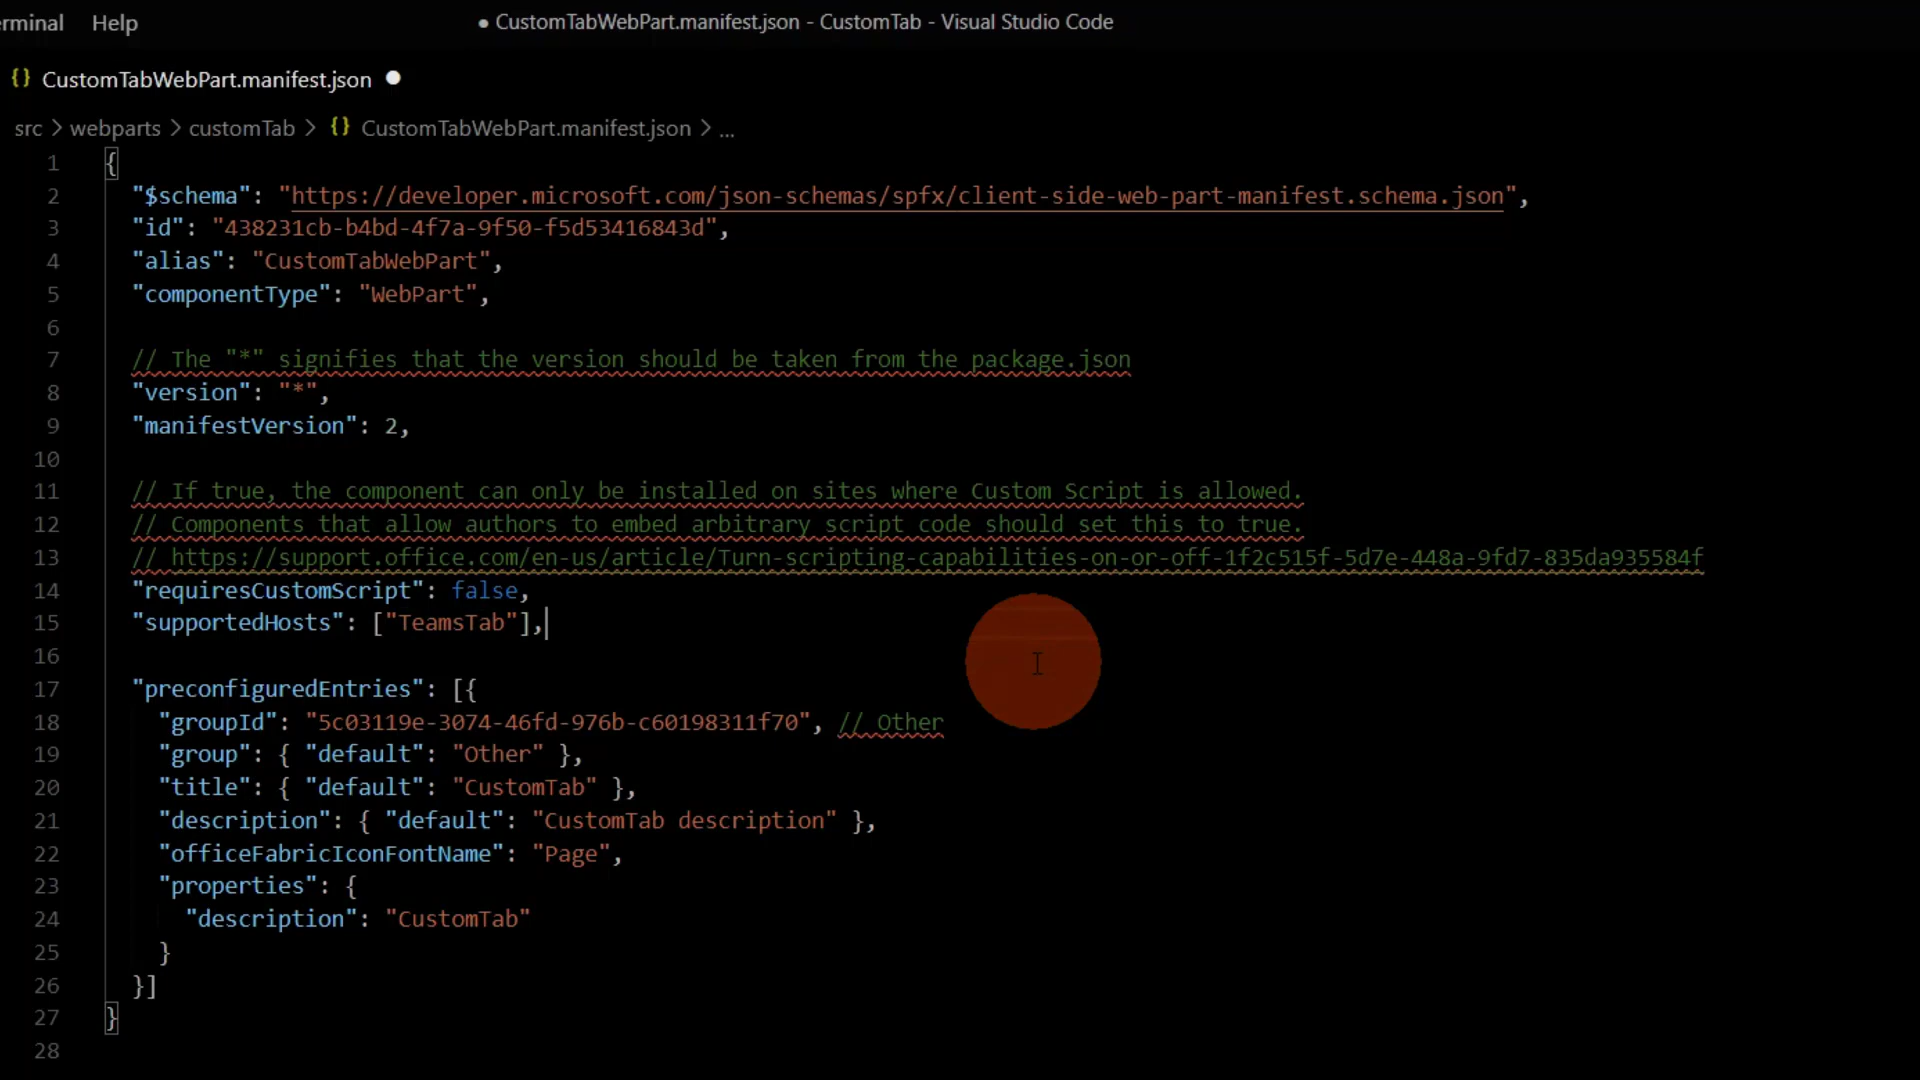 Help
● CustomTabWebPart.manifest.json - CustomTab - Visual Studio Code
{} CustomTabWebPart.manifest.json ●
src > webparts > customTab > {} CustomTabWebPart.manifest.json > ...
1 {
2 "$schema": "https://developer.microsoft.com/json-schemas/spfx/client-side-web-part-manifest.schema.json",
3 "id": "438231cb-b4bd-4f7a-9f50-f5d53416843d",
4 "alias": "CustomTabWebPart",
5 "componentType": "WebPart",
6
7 // The "*" signifies that the version should be taken from the package.json
8 "version": "*",
9 "manifestVersion": 2,
10
11 // If true, the component can only be installed on sites where Custom Script is allowed.
12 // Components that allow authors to embed arbitrary script code should set this to true.
13 // https://support.office.com/en-us/article/Turn-scripting-capabilities-on-or-off-1f2c515f-5d7e-448a-9fd7-835da935584f
14 "requiresCustomScript": false,
15 "supportedHosts": ["TeamsTab"],
16
17 "preconfiguredEntries": [{
18 "groupId": "5c03119e-3074-46fd-976b-c60198311f70", // Other
19 "group": { "default": "Other" },
20 "title": { "default": "CustomTab" },
21 "description": { "default": "CustomTab description" },
22 "officeFabricIconFontName": "Page",
23 "properties": {
24 "description": "CustomTab"
25 }
26 }]
27 }
28